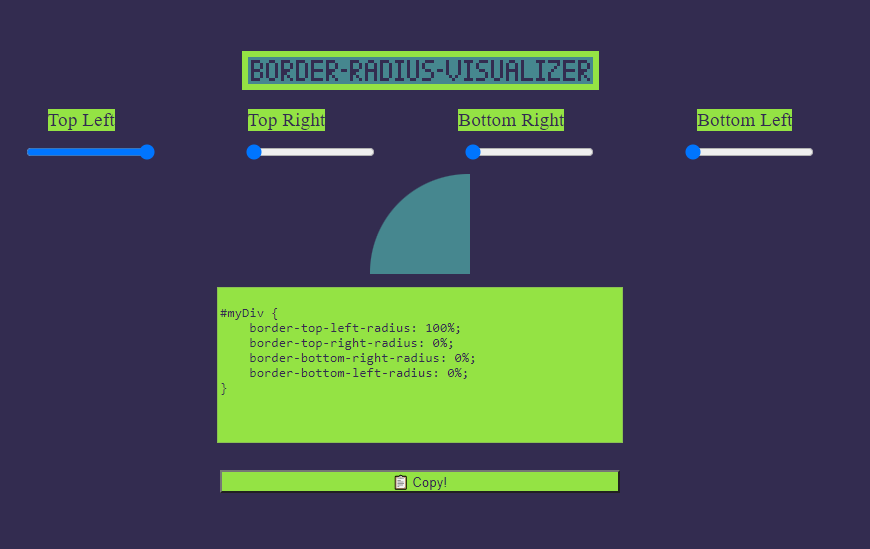 BORDER-RADIUS-VISUALIZER
Top Left Top Right Bottom Right Bottom Left
#myDiv {
    border-top-left-radius: 100%;
    border-top-right-radius: 0%;
    border-bottom-right-radius: 0%;
    border-bottom-left-radius: 0%;
}
📋 Copy!